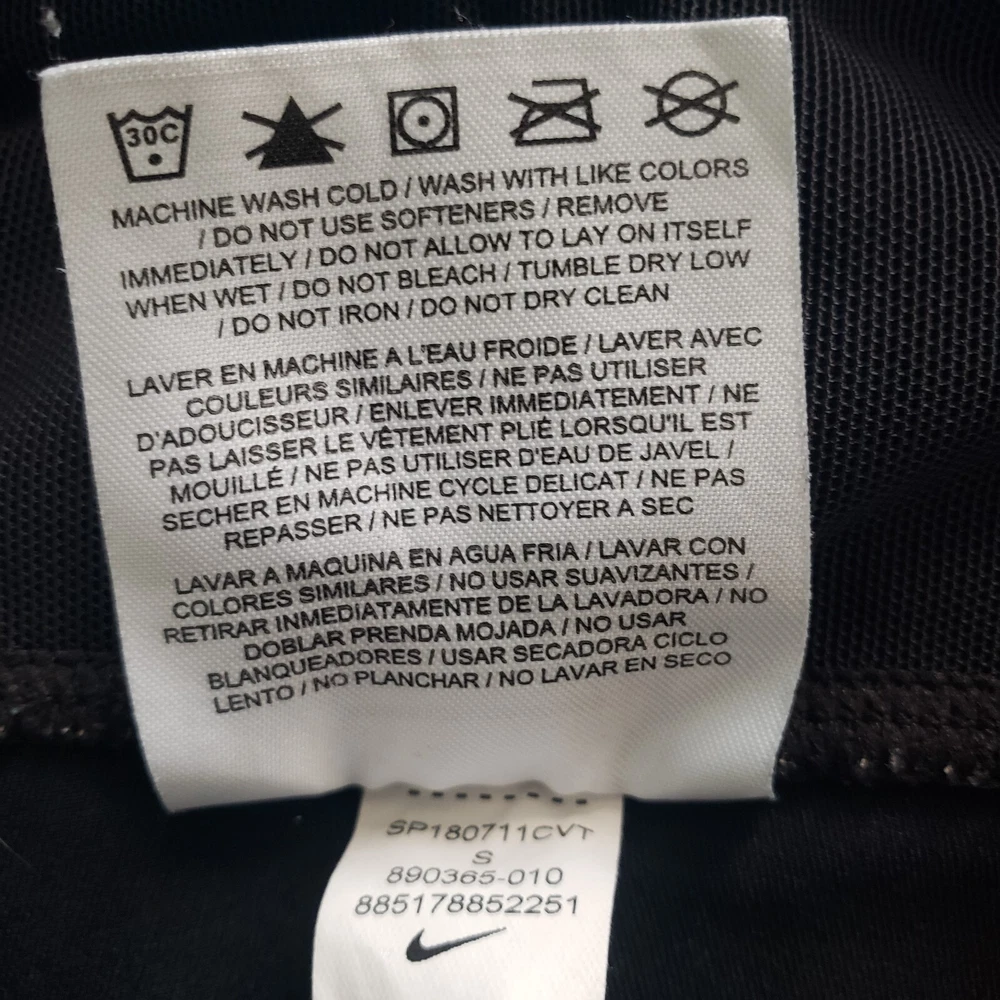 30C
MACHINE WASH COLD / WASH WITH LIKE COLORS
/ DO NOT USE SOFTENERS / REMOVE
IMMEDIATELY / DO NOT ALLOW TO LAY ON ITSELF
WHEN WET / DO NOT BLEACH / TUMBLE DRY LOW
/ DO NOT IRON / DO NOT DRY CLEAN
LAVER EN MACHINE A L'EAU FROIDE / LAVER AVEC
COULEURS SIMILAIRES / NE PAS UTILISER
D'ADOUCISSEUR / ENLEVER IMMEDIATEMENT / NE
PAS LAISSER LE VÊTEMENT PLIÉ LORSQU'IL EST
MOUILLÉ / NE PAS UTILISER D'EAU DE JAVEL /
SECHER EN MACHINE CYCLE DELICAT / NE PAS
REPASSER / NE PAS NETTOYER A SEC
LAVAR A MAQUINA EN AGUA FRIA / LAVAR CON
COLORES SIMILARES / NO USAR SUAVIZANTES /
RETIRAR INMEDIATAMENTE DE LA LAVADORA / NO
DOBLAR PRENDA MOJADA / NO USAR
BLANQUEADORES / USAR SECADORA CICLO
LENTO / NO PLANCHAR / NO LAVAR EN SECO
SP180711CVT
S
890365-010
885178852251